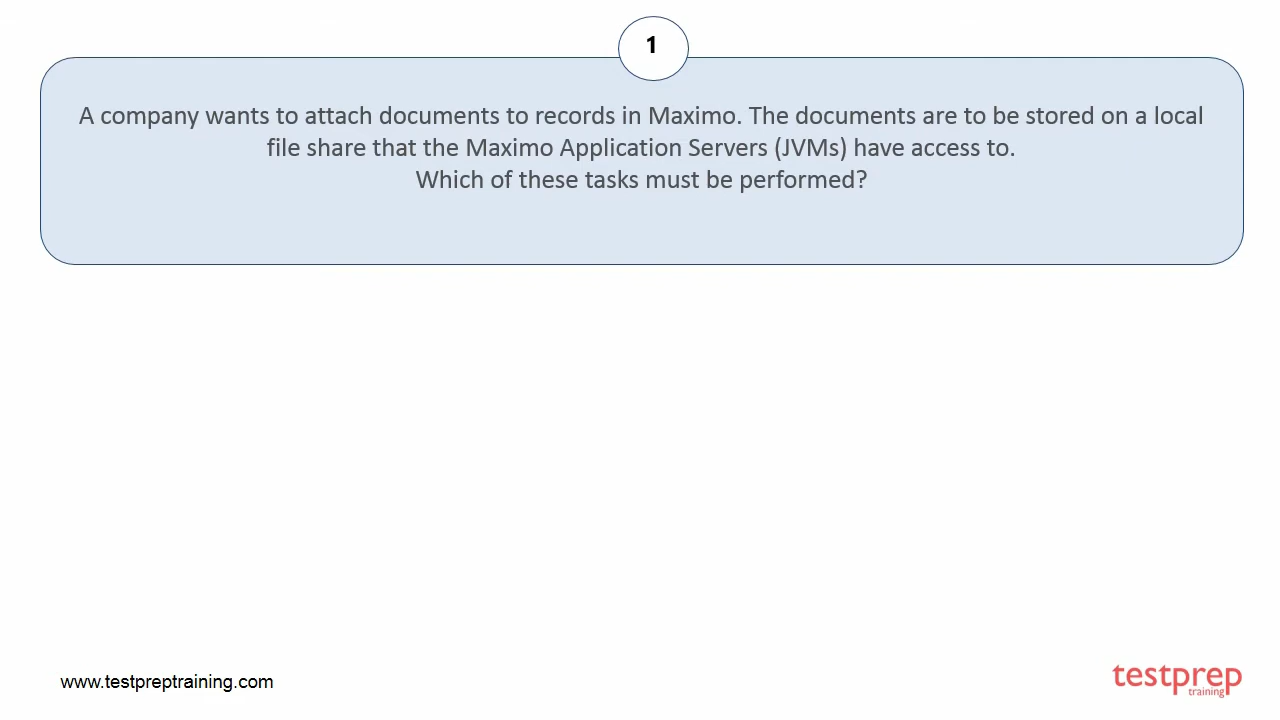 1
A company wants to attach documents to records in Maximo. The documents are to be stored on a local
file share that the Maximo Application Servers (JVMs) have access to.
Which of these tasks must be performed?
www.testpreptraining.com
testprep
training